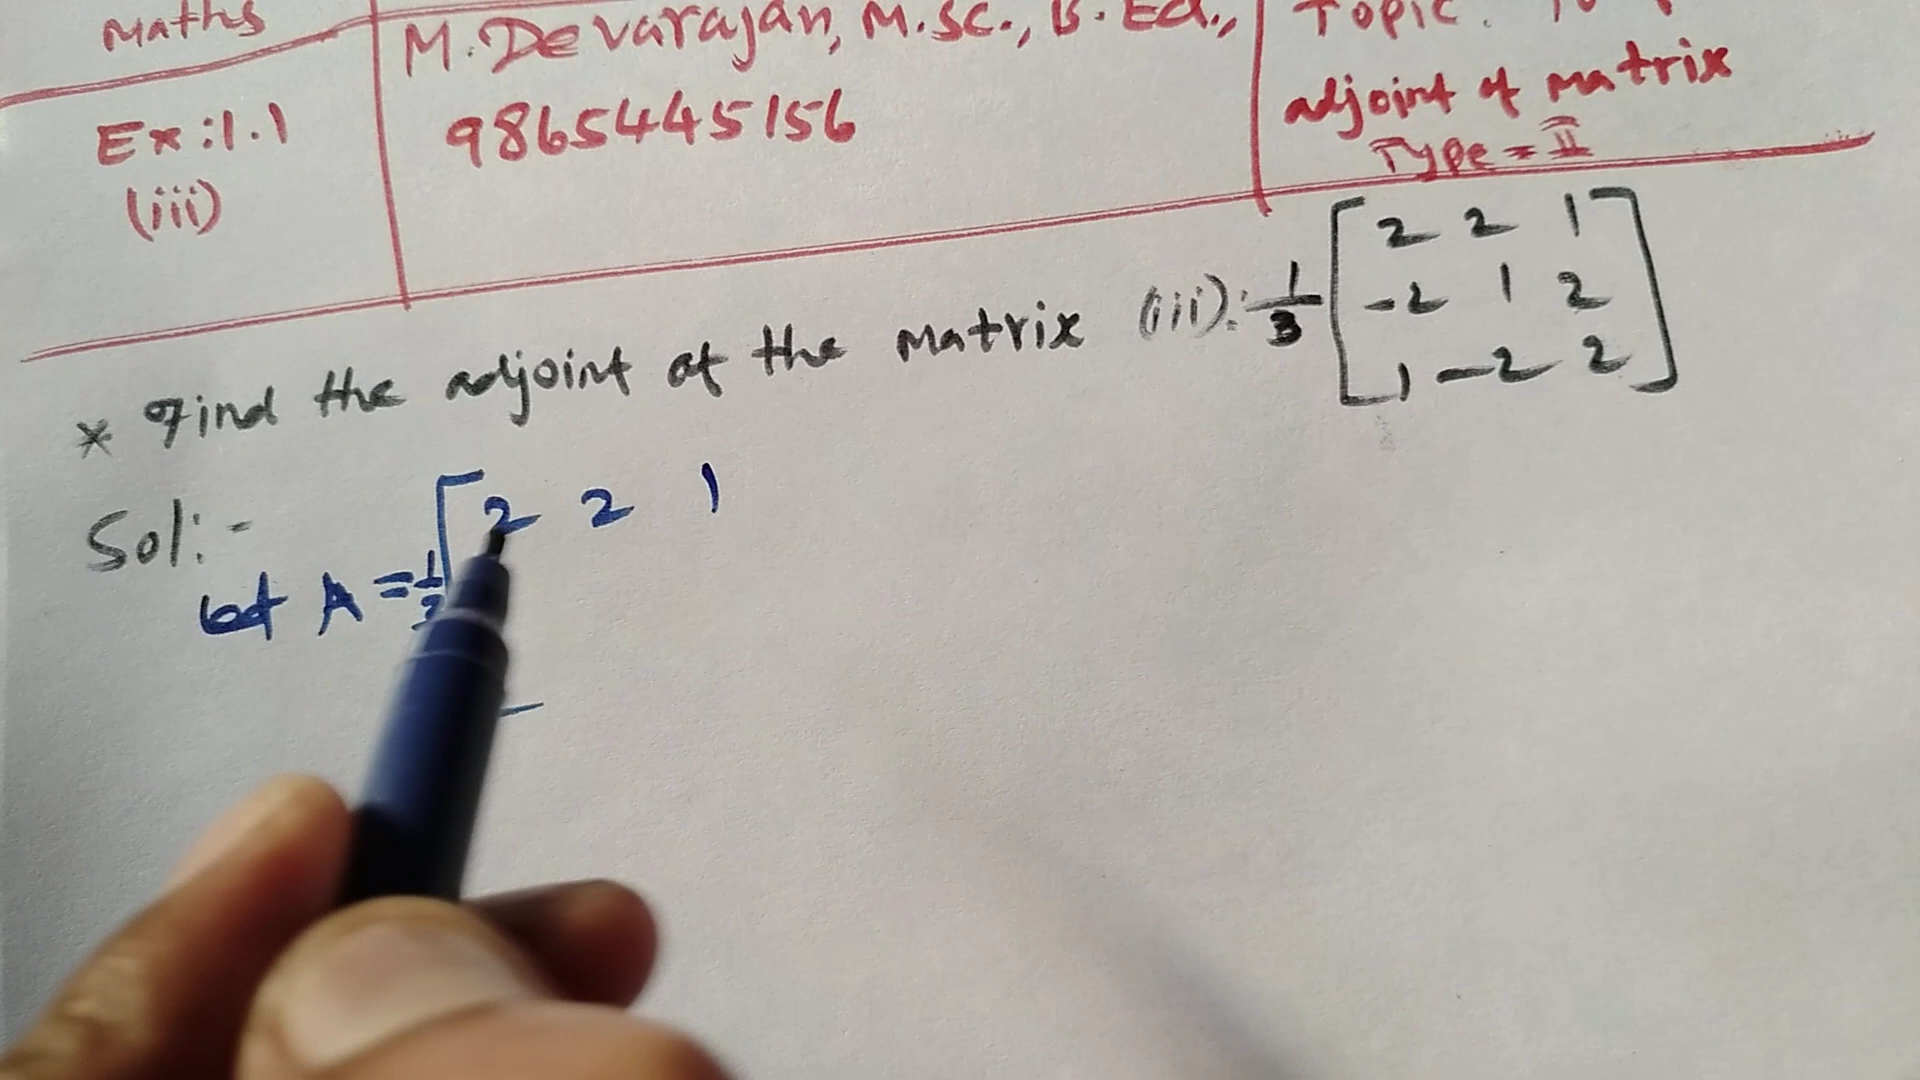 Maths
M. Devarajan, M.Sc., B.Ed.,
Topic:
Ex:1.1
(iii)
9865445156
adjoint of matrix
Type = II
* Find the adjoint of the matrix (iii): 1/3 [2 2 1
-2 1 2
1 -2 2]
Sol:-
let A = 1/3 [2 2 1